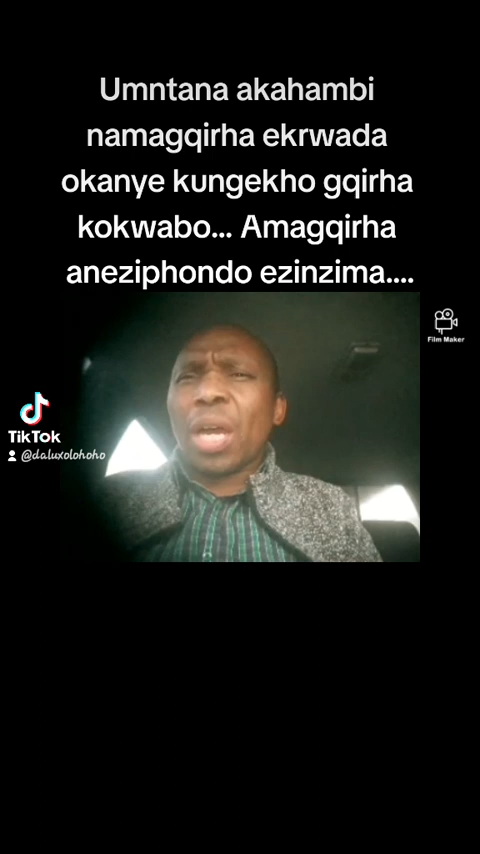 Umntana akahambi
namagqirha ekrwada
okanye kungekho gqirha
kokwabo... Amagqirha
aneziphondo ezinzima....
Film Maker
TikTok
@daluxolohoho